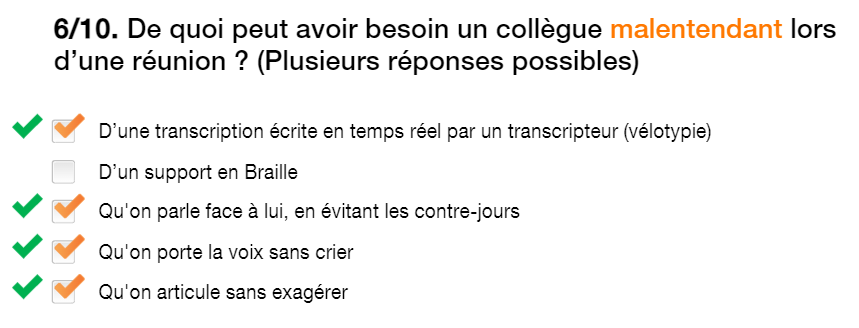 6/10. De quoi peut avoir besoin un collègue malentendant lors
d’une réunion ? (Plusieurs réponses possibles)
D’une transcription écrite en temps réel par un transcripteur (vélotypie)
D’un support en Braille
Qu'on parle face à lui, en évitant les contre-jours
Qu'on porte la voix sans crier
Qu'on articule sans exagérer